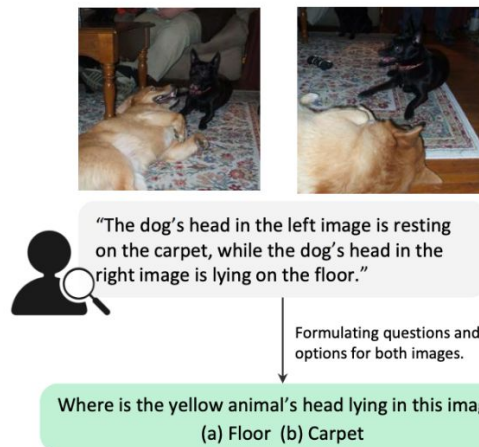 “The dog’s head in the left image is resting
on the carpet, while the dog’s head in the
right image is lying on the floor.”
Formulating questions and
options for both images.
Where is the yellow animal’s head lying in this
(a) Floor (b) Carpet